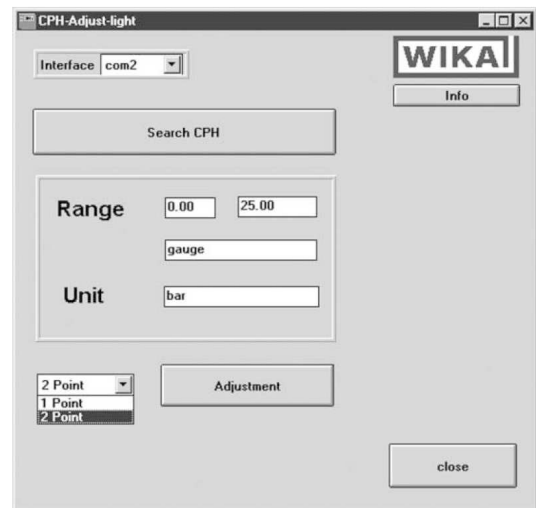 CPH-Adjust-light
Interface com2
WIKA
Info
Search CPH
Range 0.00 25.00
gauge
Unit bar
2 Point
1 Point
2 Point
Adjustment
close